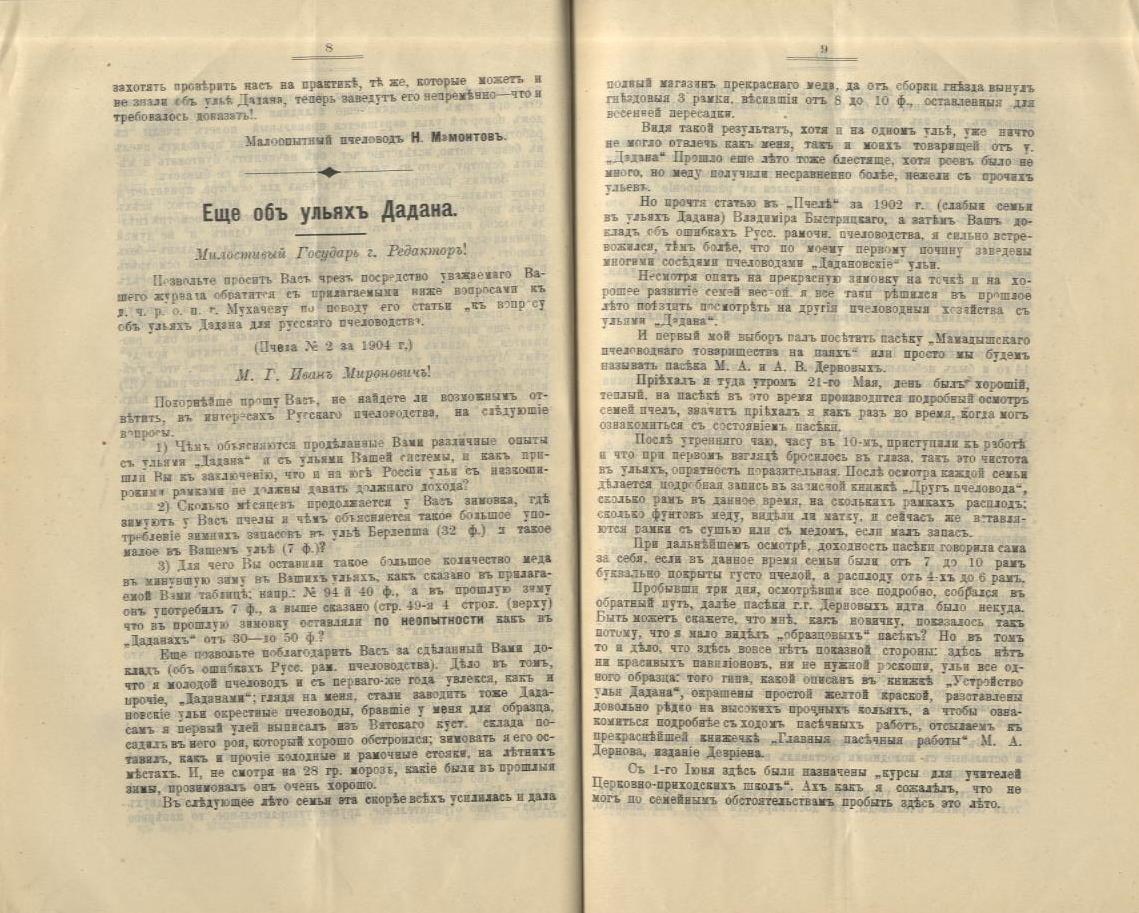 8
захотятъ провѣрить насъ на практикѣ, тѣ же, которые можетъ и
не знали объ ульѣ Дадана, теперь заведутъ его непремѣнно—что и
требовалось доказать!.
Малоопытный пчеловодъ Н. Мамонтовъ.
Еще объ ульяхъ Дадана.
Милостивый Государь г. Редакторъ!
Позвольте просить Васъ чрезъ посредство уважаемаго Ва-
шего журнала обратится съ прилагаемыми ниже вопросами къ
д. ч. р. о. п. г. Мухачеву по поводу его статьи „къ вопросу
объ ульяхъ Дадана для русскаго пчеловодства.
(Пчела № 2 за 1904 г.)
М. Г. Иванъ Мироновичъ!
Покорнѣйше прошу Васъ, не найдете ли возможнымъ от-
вѣтить, въ интересахъ Русскаго пчеловодства, на слѣдующіе
вопросы.
1) Чѣмъ объясняются продѣланные Вами различные опыты
съ ульями „Дадана“ и съ ульями Вашей системы, и какъ при-
шли Вы къ заключенію, что и на югѣ Россіи ульи съ низкоши-
рокими рамками не должны давать должнаго дохода?
2) Сколько мѣсяцевъ продолжается у Васъ зимовка, гдѣ
зимуютъ у Васъ пчелы и чѣмъ объясняется такое большое упо-
требленіе зимнихъ запасовъ въ ульѣ Берлепша (32 ф.) и такое
малое въ Вашемъ ульѣ (7 ф.)?
3) Для чего Вы оставили такое большое количество меда
въ минувшую зиму въ Вашихъ ульяхъ, какъ сказано въ прилага-
емой Вами таблицѣ; напр.: № 94 й 40 ф., а въ прошлую зиму
онъ употребилъ 7 ф., а выше сказано (стр. 49-я 4 строк. (верху)
что въ прошлую зимовку оставляли по неопытности какъ въ
„Даданахъ“ отъ 30—до 50 ф.?
Еще позвольте поблагодарить Васъ за сдѣланный Вами до-
кладъ (объ ошибкахъ Русс. рам. пчеловодства). Дѣло въ томъ,
что я молодой пчеловодъ и съ перваго-же года увлекся, какъ и
прочіе, „Даданами“; глядя на меня, стали заводить тоже Дада-
новскіе ульи окрестные пчеловоды, бравшіе у меня для образца,
самъ я первый улей выписалъ изъ Вятскаго куст. склада по-
садилъ въ него роя, который хорошо обстроился; зимовать я его ос-
тавилъ, какъ и прочіе колодные и рамочные стояки, на лѣтнихъ
мѣстахъ. И, не смотря на 28 гр. морозъ, какіе были въ прошлыя
зимы, прозимовалъ онъ очень хорошо.
Въ слѣдующее лѣто семья эта скорѣе всѣхъ усилилась и дала
9
полный магазинъ прекраснаго меда, да отъ сборки гнѣзда вынулъ
гнѣздовыя 3 рамки, вѣсившія отъ 8 до 10 ф., оставленныя для
весенней пересадки.
Видя такой результатъ, хотя и на одномъ ульѣ, уже ничто
не могло отвлечь какъ меня, такъ и моихъ товарищей отъ у.
„Дадана“ Прошло еше лѣто тоже блестяще, хотя роевъ было не
много, но меду получили несравненно болѣе, нежели съ прочихъ
ульевъ.
Но прочтя статью въ „Пчелѣ“ за 1902 г. (слабыя семьи
въ ульяхъ Дадана) Владиміра Быстрицкаго, а затѣмъ Вашъ до-
кладъ объ ошибкахъ Русс. рамочн. пчеловодства, я сильно встре-
вожился, тѣмъ болѣе, что по моему первому почину заведены
многими сосѣдями пчеловодами „Дадановскіе“ ульи.
Несмотря опять на прекрасную зимовку на точкѣ и на хо-
рошее развитіе семей весной. я все таки рѣшился въ прошлое
лѣто поѣздить посмотрѣть на другія пчеловодныя хозяйства съ
ульями „Дадана“.
И первый мой выборъ палъ посѣтить пасѣку „Мамадышскаго
пчеловоднаго товарищества на паяхъ“ или просто мы будемъ
называть пасѣка М. А. и А. В. Дерновыхъ.
Пріѣхалъ я туда утромъ 21-го Мая, день былъ хорошій,
теплый, на пасѣкѣ въ это время производится подробный осмотръ
семей пчелъ, значитъ пріѣхалъ я какъ разъ во время, когда могъ
ознакомиться съ состояніемъ пасѣки.
Послѣ утренняго чаю, часу въ 10-мъ, приступили къ работѣ
и что при первомъ взглядѣ бросилось въ глаза, такъ это чистота
въ ульяхъ, опрятность поразительная. Послѣ осмотра каждой семьи
дѣлается подробная запись въ записной книжкѣ „Другъ пчеловода“,
сколько рамъ въ данное время, на сколькихъ рамкахъ расплодъ;
сколько фунтовъ меду, видѣли ли матку, и сейчасъ же вставля-
ются рамки съ сушью или съ медомъ, если малъ запасъ.
При дальнѣйшемъ осмотрѣ, доходность пасѣки говорила сама
за себя, если въ данное время семьи были отъ 7 до 10 рамъ
буквально покрыты густо пчелой, а расплоду отъ 4-хъ до 6 рамъ.
Пробывши три дня, осмотрѣвши все подробно, собрался въ
обратный путь, далѣе пасѣки г.г. Дерновыхъ идти было некуда.
Быть можетъ скажете, что мнѣ, какъ новичку, показалось такъ
потому, что я мало видѣлъ „образцовыхъ“ пасѣкъ? Но въ томъ
то и дѣло, что здѣсь вовсе нѣтъ показной стороны: здѣсь нѣтъ
ни красивыхъ павиліоновъ, ни не нужной роскоши, ульи все од-
ного образца: того типа, какой описанъ въ книжкѣ „Устройство
улья Дадана“, окрашены простой желтой краской, разставлены
довольно рѣдко на высокихъ прочныхъ кольяхъ, а чтобы озна-
комиться подробнѣе съ ходомъ пасѣчныхъ работъ, отсылаемъ къ
прекраснѣйшей книжечкѣ „Главныя пасѣчныя работы“ М. А.
Дернова, изданіе Девріена.
Съ 1-го Іюня здѣсь были назначены „курсы для учителей
Церковно-приходскихъ школъ“. Ахъ какъ я сожалѣлъ, что не
могъ по семейнымъ обстоятельствамъ пробыть здѣсь это лѣто.